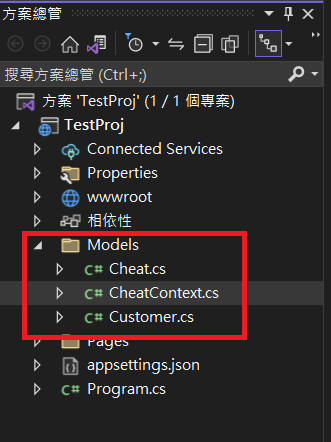 方案總管
搜尋方案總管 (Ctrl+;)
方案 'TestProj' (1 / 1 個專案)
TestProj
Connected Services
Properties
wwwroot
相依性
Models
C# Cheat.cs
C# CheatContext.cs
C# Customer.cs
Pages
appsettings.json
C# Program.cs